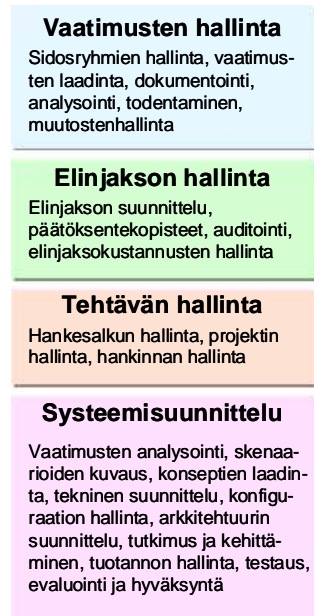 Vaatimusten hallinta
Sidosryhmien hallinta, vaatimus-
ten laadinta, dokumentointi,
analysointi, todentaminen,
muutostenhallinta
Elinjakson hallinta
Elinjakson suunnittelu,
päätöksentekopisteet, auditointi,
elinjaksokustannusten hallinta
Tehtävän hallinta
Hankesalkun hallinta, projektin
hallinta, hankinnan hallinta
Systeemisuunnittelu
Vaatimusten analysointi, skenaa-
rioiden kuvaus, konseptien laadin-
ta, tekninen suunnittelu, konfigu-
raation hallinta, arkkitehtuurin
suunnittelu, tutkimus ja kehittä-
minen, tuotannon hallinta, testaus,
evaluointi ja hyväksyntä